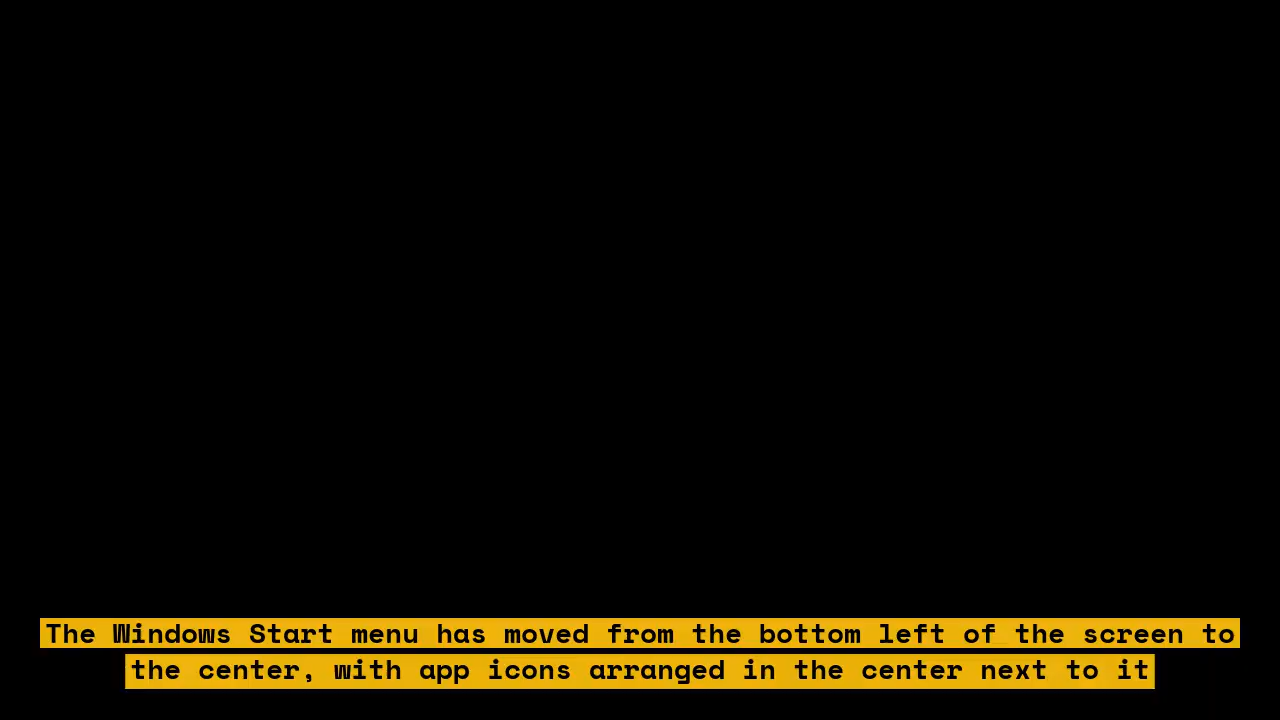 The Windows Start menu has moved from the bottom left of the screen to
the center, with app icons arranged in the center next to it